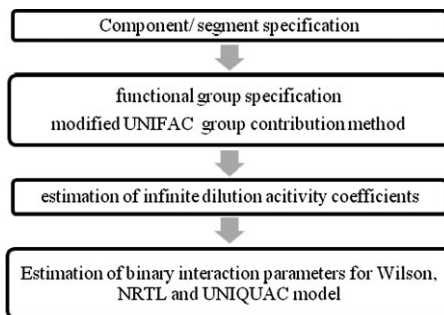 Component/ segment specification
functional group specification
modified UNIFAC group contribution method
estimation of infinite dilution acitivity coefficients
Estimation of binary interaction parameters for Wilson,
NRTL and UNIQUAC model